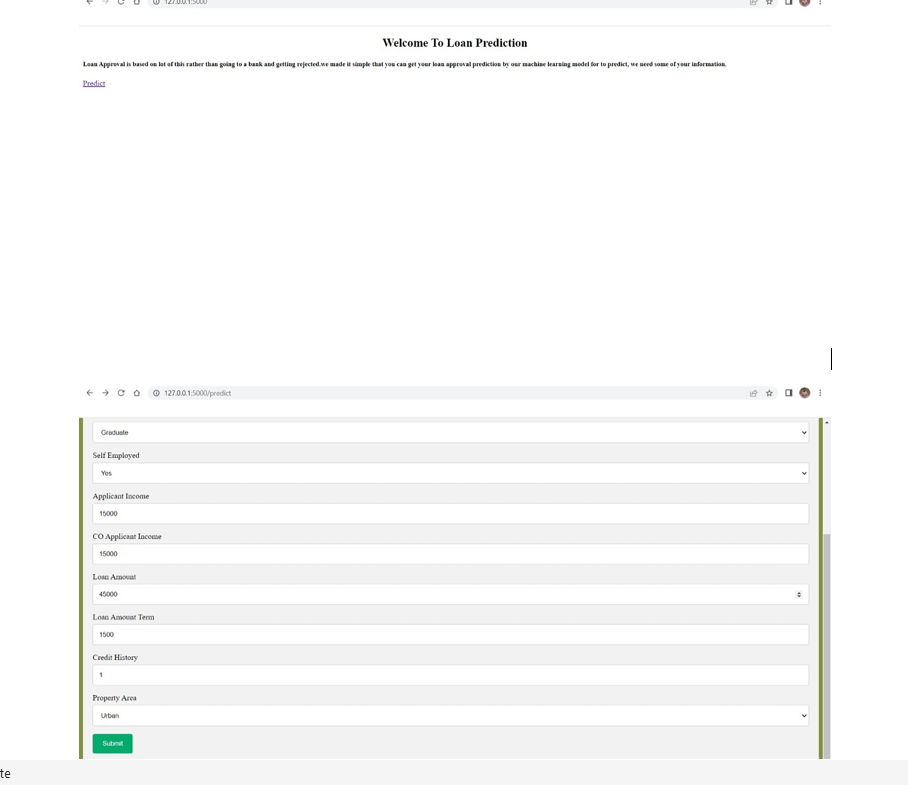 127.0.0.1:5000
Welcome To Loan Prediction
Loan Approval is based on lot of this rather than going to a bank and getting rejected.we made it simple that you can get your loan approval prediction by our machine learning model for to predict, we need some of your information.
Predict
127.0.0.1:5000/predict
Graduate
Self Employed
Yes
Applicant Income
15000
CO Applicant Income
15000
Loan Amount
45000
Loan Amount Term
1500
Credit History
1
Property Area
Urban
Submit
te